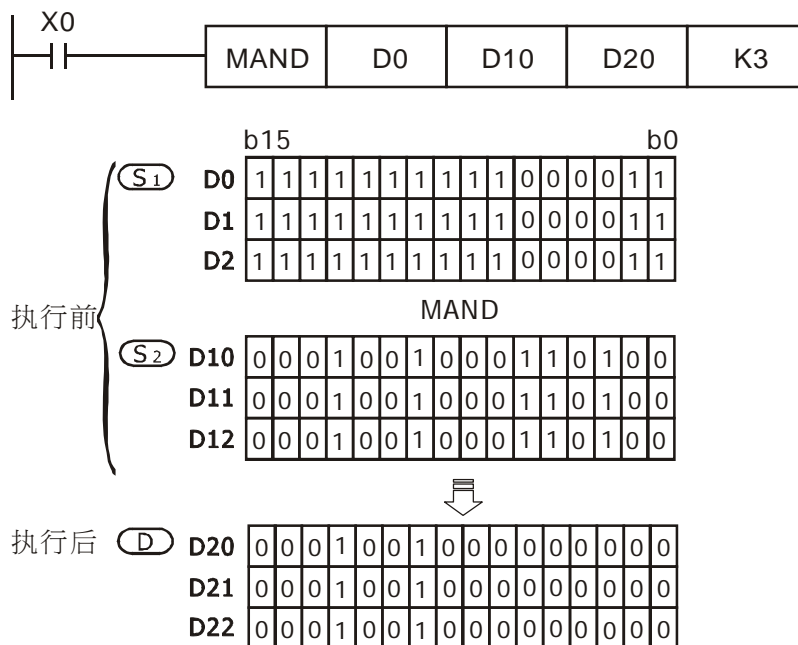 X0
MAND D0 D10 D20 K3
b15 b0
S1 D0 1 1 1 1 1 1 1 1 1 1 0 0 0 0 1 1
D1 1 1 1 1 1 1 1 1 1 1 0 0 0 0 1 1
D2 1 1 1 1 1 1 1 1 1 1 0 0 0 0 1 1
执行前 MAND
S2 D10 0 0 0 1 0 0 1 0 0 0 1 1 0 1 0 0
D11 0 0 0 1 0 0 1 0 0 0 1 1 0 1 0 0
D12 0 0 0 1 0 0 1 0 0 0 1 1 0 1 0 0
执行后 D D20 0 0 0 1 0 0 1 0 0 0 0 0 0 0 0 0
D21 0 0 0 1 0 0 1 0 0 0 0 0 0 0 0 0
D22 0 0 0 1 0 0 1 0 0 0 0 0 0 0 0 0